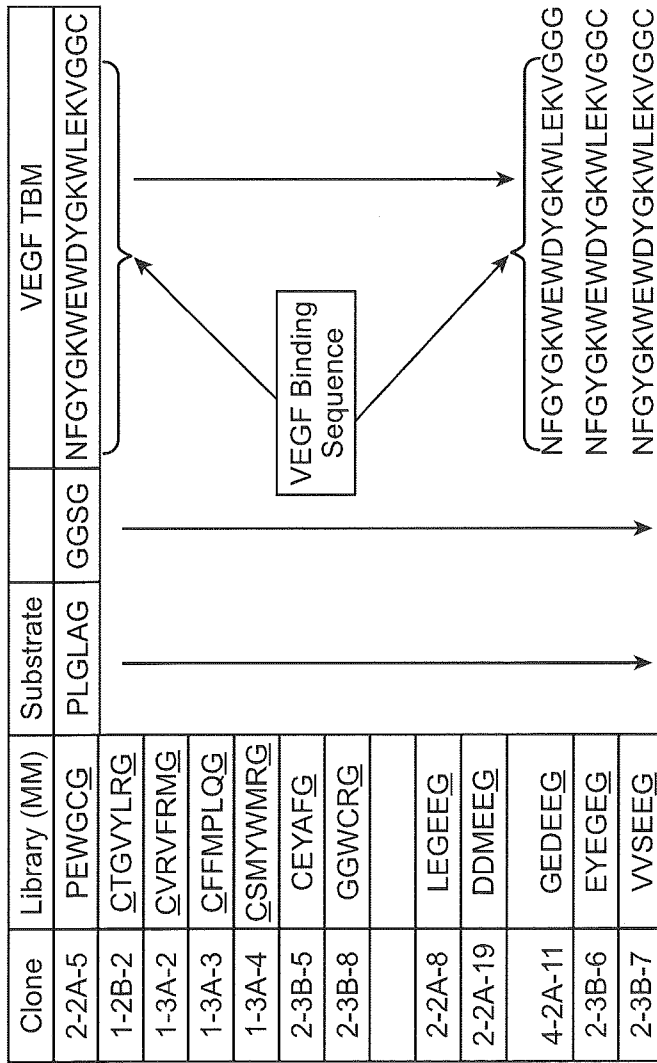 Clone Library (MM) Substrate VEGF TBM
2-2A-5 PEWGCG PLGLAG GGSG NFGYGKWEWDYGKWLEKVGGC
1-2B-2 CTGVYLRG
1-3A-2 CVRVFRMG
1-3A-3 CFFMPLQG
1-3A-4 CSMYWMRG
2-3B-5 CEYAFG
2-3B-8 GGWCRG
VEGF Binding
Sequence
2-2A-8 LEGEEG
2-2A-19 DDMEEG
4-2A-11 GEDEEG NFGYGKWEWDYGKWLEKVGGG
2-3B-6 EYEGEG NFGYGKWEWDYGKWLEKVGGC
2-3B-7 VVSEEG NFGYGKWEWDYGKWLEKVGGC